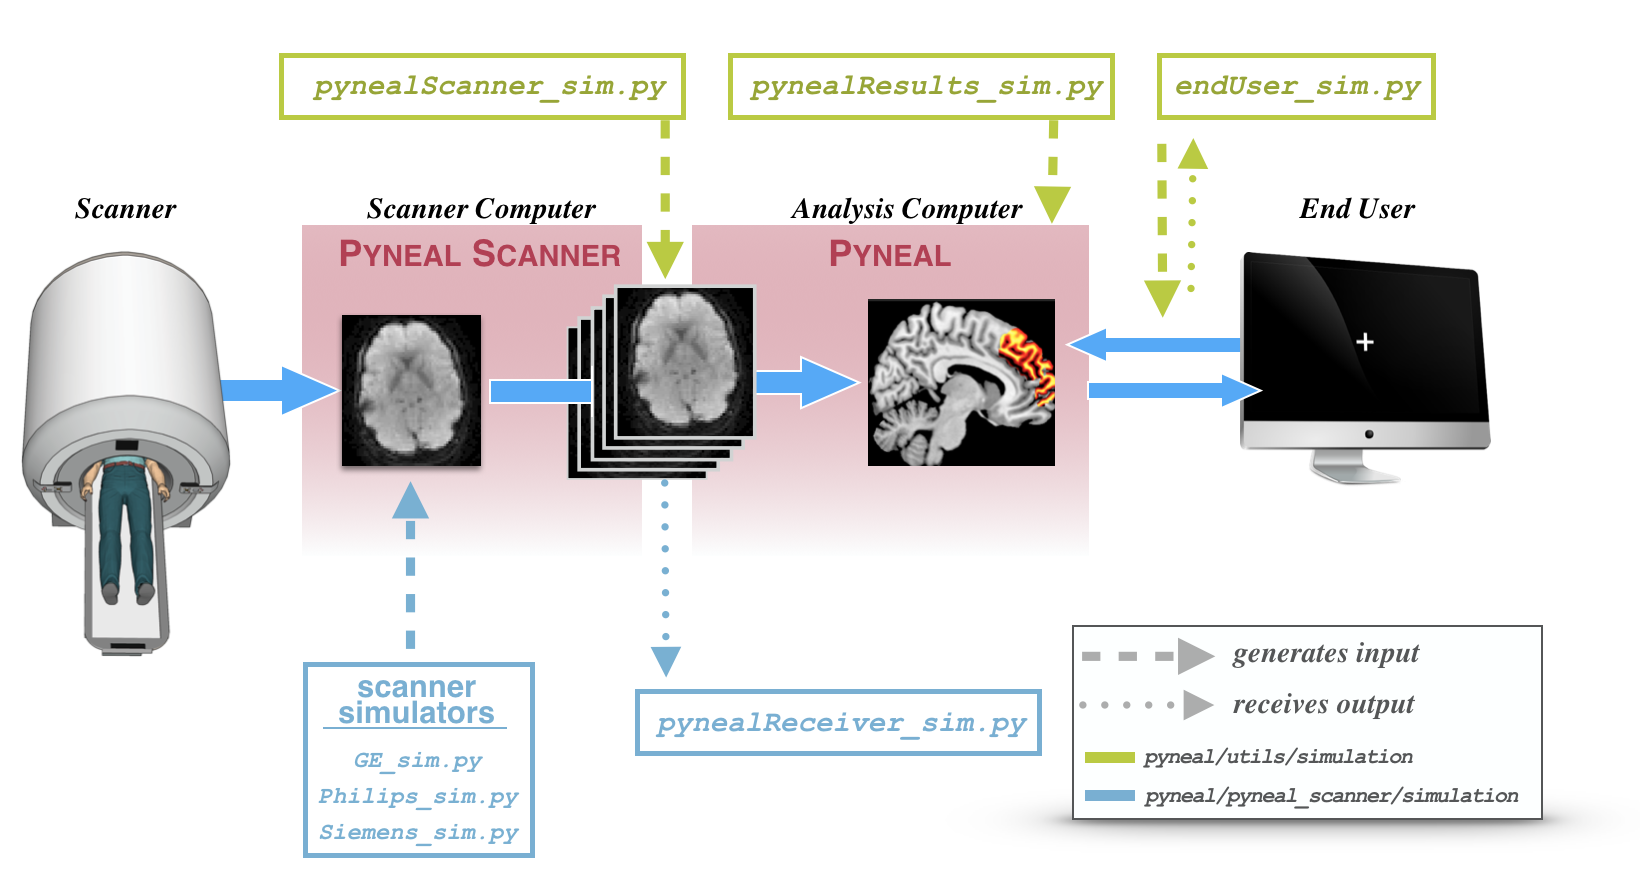 pynealScanner_sim.py
pynealResults_sim.py
endUser_sim.py
Scanner
Scanner Computer
Analysis Computer
End User
PYNEAL SCANNER
PYNEAL
scanner
simulators
GE_sim.py
Philips_sim.py
Siemens_sim.py
pynealReceiver_sim.py
generates input
receives output
pyneal/utils/simulation
pyneal/pyneal_scanner/simulation